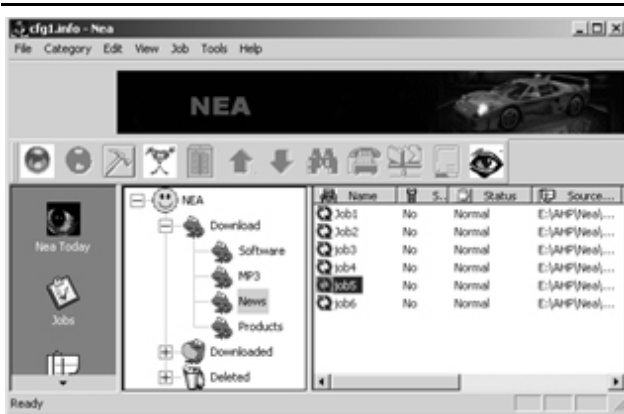 cfg1.info - Nea
File Category Edit View Job Tools Help
NEA
Nea Today
Jobs
NEA
Download
Software
MP3
News
Products
Downloaded
Deleted
Name S... Status Source...
Job1 No Normal E:\AHP\Nea\...
Job2 No Normal E:\AHP\Nea\...
job3 No Normal E:\AHP\Nea\...
job4 No Normal E:\AHP\Nea\...
job5 No Normal E:\AHP\Nea\...
job6 No Normal E:\AHP\Nea\...
Ready